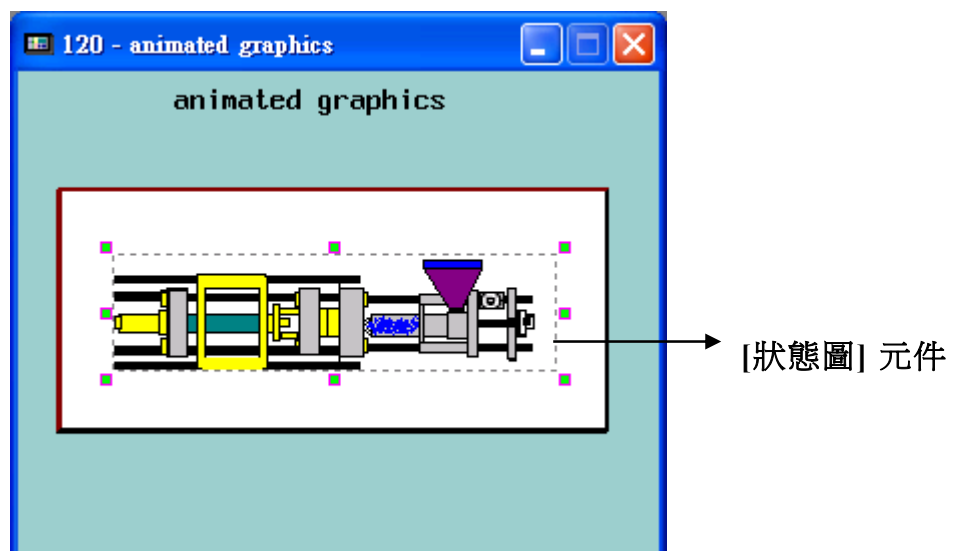 120 - animated graphics
animated graphics
[狀態圖] 元件